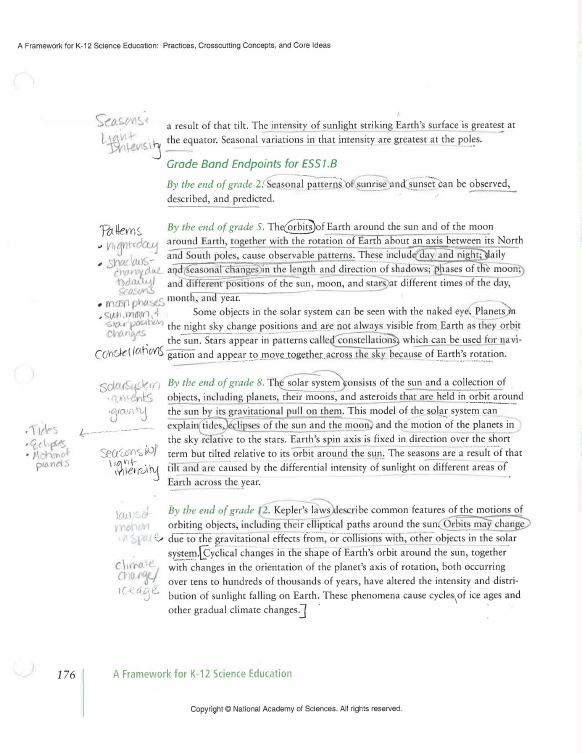 A Framework for K-12 Science Education: Practices, Crosscutting Concepts, and Core Ideas
Seasons:
Light
Intensity
a result of that tilt. The intensity of sunlight striking Earth's surface is greatest at
the equator. Seasonal variations in that intensity are greatest at the poles.
Grade Band Endpoints for ESS1.B
By the end of grade 2. Seasonal patterns of sunrise and sunset can be observed,
described, and predicted.
Patterns
• night+day
• shadows-
change due
to daily/
seasons
• moon phases
• sun, moon, +
star position
changes
constellations
By the end of grade 5. The orbits of Earth around the sun and of the moon
around Earth, together with the rotation of Earth about an axis between its North
and South poles, cause observable patterns. These include day and night; daily
and seasonal changes in the length and direction of shadows; phases of the moon;
and different positions of the sun, moon, and stars at different times of the day,
month, and year.
Some objects in the solar system can be seen with the naked eye. Planets in
the night sky change positions and are not always visible from Earth as they orbit
the sun. Stars appear in patterns called constellations, which can be used for navi-
gation and appear to move together across the sky because of Earth's rotation.
solar system
gravity
• Tides
• Eclipses
• Motion of
planets
seasons w/
light
intensity
By the end of grade 8. The solar system consists of the sun and a collection of
objects, including planets, their moons, and asteroids that are held in orbit around
the sun by its gravitational pull on them. This model of the solar system can
explain tides, eclipses of the sun and the moon, and the motion of the planets in
the sky relative to the stars. Earth's spin axis is fixed in direction over the short
term but tilted relative to its orbit around the sun. The seasons are a result of that
tilt and are caused by the differential intensity of sunlight on different areas of
Earth across the year.
laws of
motion
in space
climate
change/
ice age
By the end of grade 12. Kepler's laws describe common features of the motions of
orbiting objects, including their elliptical paths around the sun. Orbits may change
due to the gravitational effects from, or collisions with, other objects in the solar
system. [Cyclical changes in the shape of Earth's orbit around the sun, together
with changes in the orientation of the planet's axis of rotation, both occurring
over tens to hundreds of thousands of years, have altered the intensity and distri-
bution of sunlight falling on Earth. These phenomena cause cycles of ice ages and
other gradual climate changes.]
176 A Framework for K-12 Science Education
Copyright © National Academy of Sciences. All rights reserved.